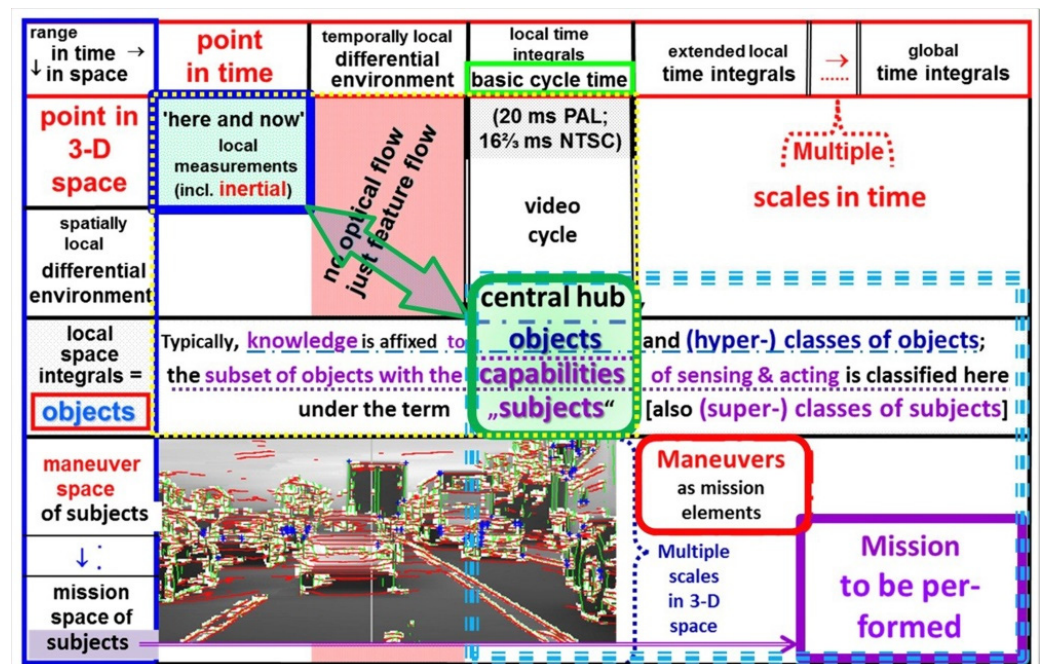 range
in time →
↓ in space
point
in time
temporally local
differential
environment
local time
integrals
basic cycle time
extended local
time integrals
→
......
global
time integrals
point in
3-D
space
'here and now'
local
measurements
(incl. inertial)
no optical flow
just feature flow
(20 ms PAL;
16⅔ ms NTSC)
video
cycle
Multiple
scales in time
spatially
local
differential
environment
central hub
local
space
integrals =
objects
Typically, knowledge is affixed to objects and (hyper-) classes of objects;
the subset of objects with the capabilities of sensing & acting is classified here
under the term „subjects“ [also (super-) classes of subjects]
maneuver
space
of subjects
↓:
mission
space of
subjects
Maneuvers
as mission
elements
Multiple
scales
in 3-D
space
Mission
to be per-
formed